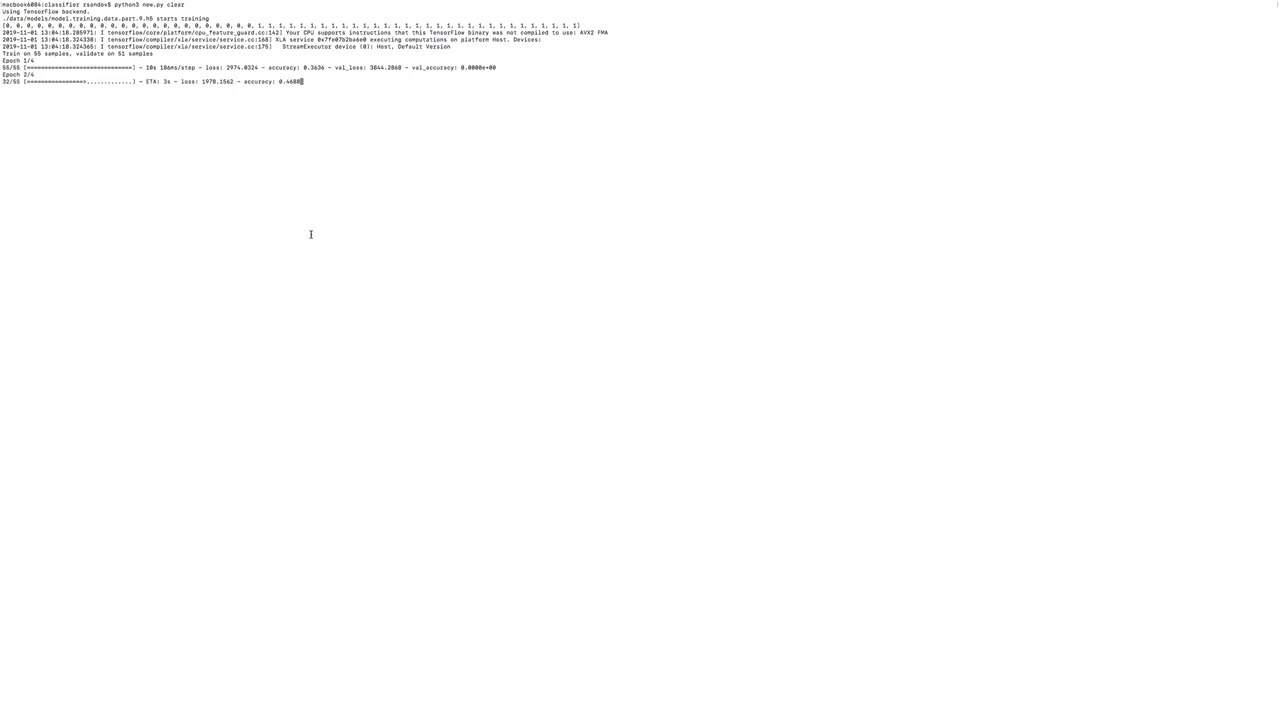 macbook6084:classifier rsandov$ python3 new.py clear
Using TensorFlow backend.
./data/models/model.training.data.part.9.h5 starts training
[0, 0, 0, 0, 0, 0, 0, 0, 0, 0, 0, 0, 0, 0, 0, 0, 0, 0, 0, 0, 0, 0, 0, 0, 1, 1, 1, 1, 1, 1, 1, 1, 1, 1, 1, 1, 1, 1, 1, 1, 1, 1, 1, 1, 1, 1, 1, 1, 1, 1, 1, 1, 1, 1, 1]
2019-11-01 13:04:18.285971: I tensorflow/core/platform/cpu_feature_guard.cc:142] Your CPU supports instructions that this TensorFlow binary was not compiled to use: AVX2 FMA
2019-11-01 13:04:18.324338: I tensorflow/compiler/xla/service/service.cc:168] XLA service 0x7fe07b2ba6e0 executing computations on platform Host. Devices:
2019-11-01 13:04:18.324365: I tensorflow/compiler/xla/service/service.cc:175]   StreamExecutor device (0): Host, Default Version
Train on 55 samples, validate on 51 samples
Epoch 1/4
55/55 [==============================] - 10s 186ms/step - loss: 2974.0324 - accuracy: 0.3636 - val_loss: 3844.2868 - val_accuracy: 0.0000e+00
Epoch 2/4
32/55 [================>.............] - ETA: 3s - loss: 1978.1562 - accuracy: 0.4688